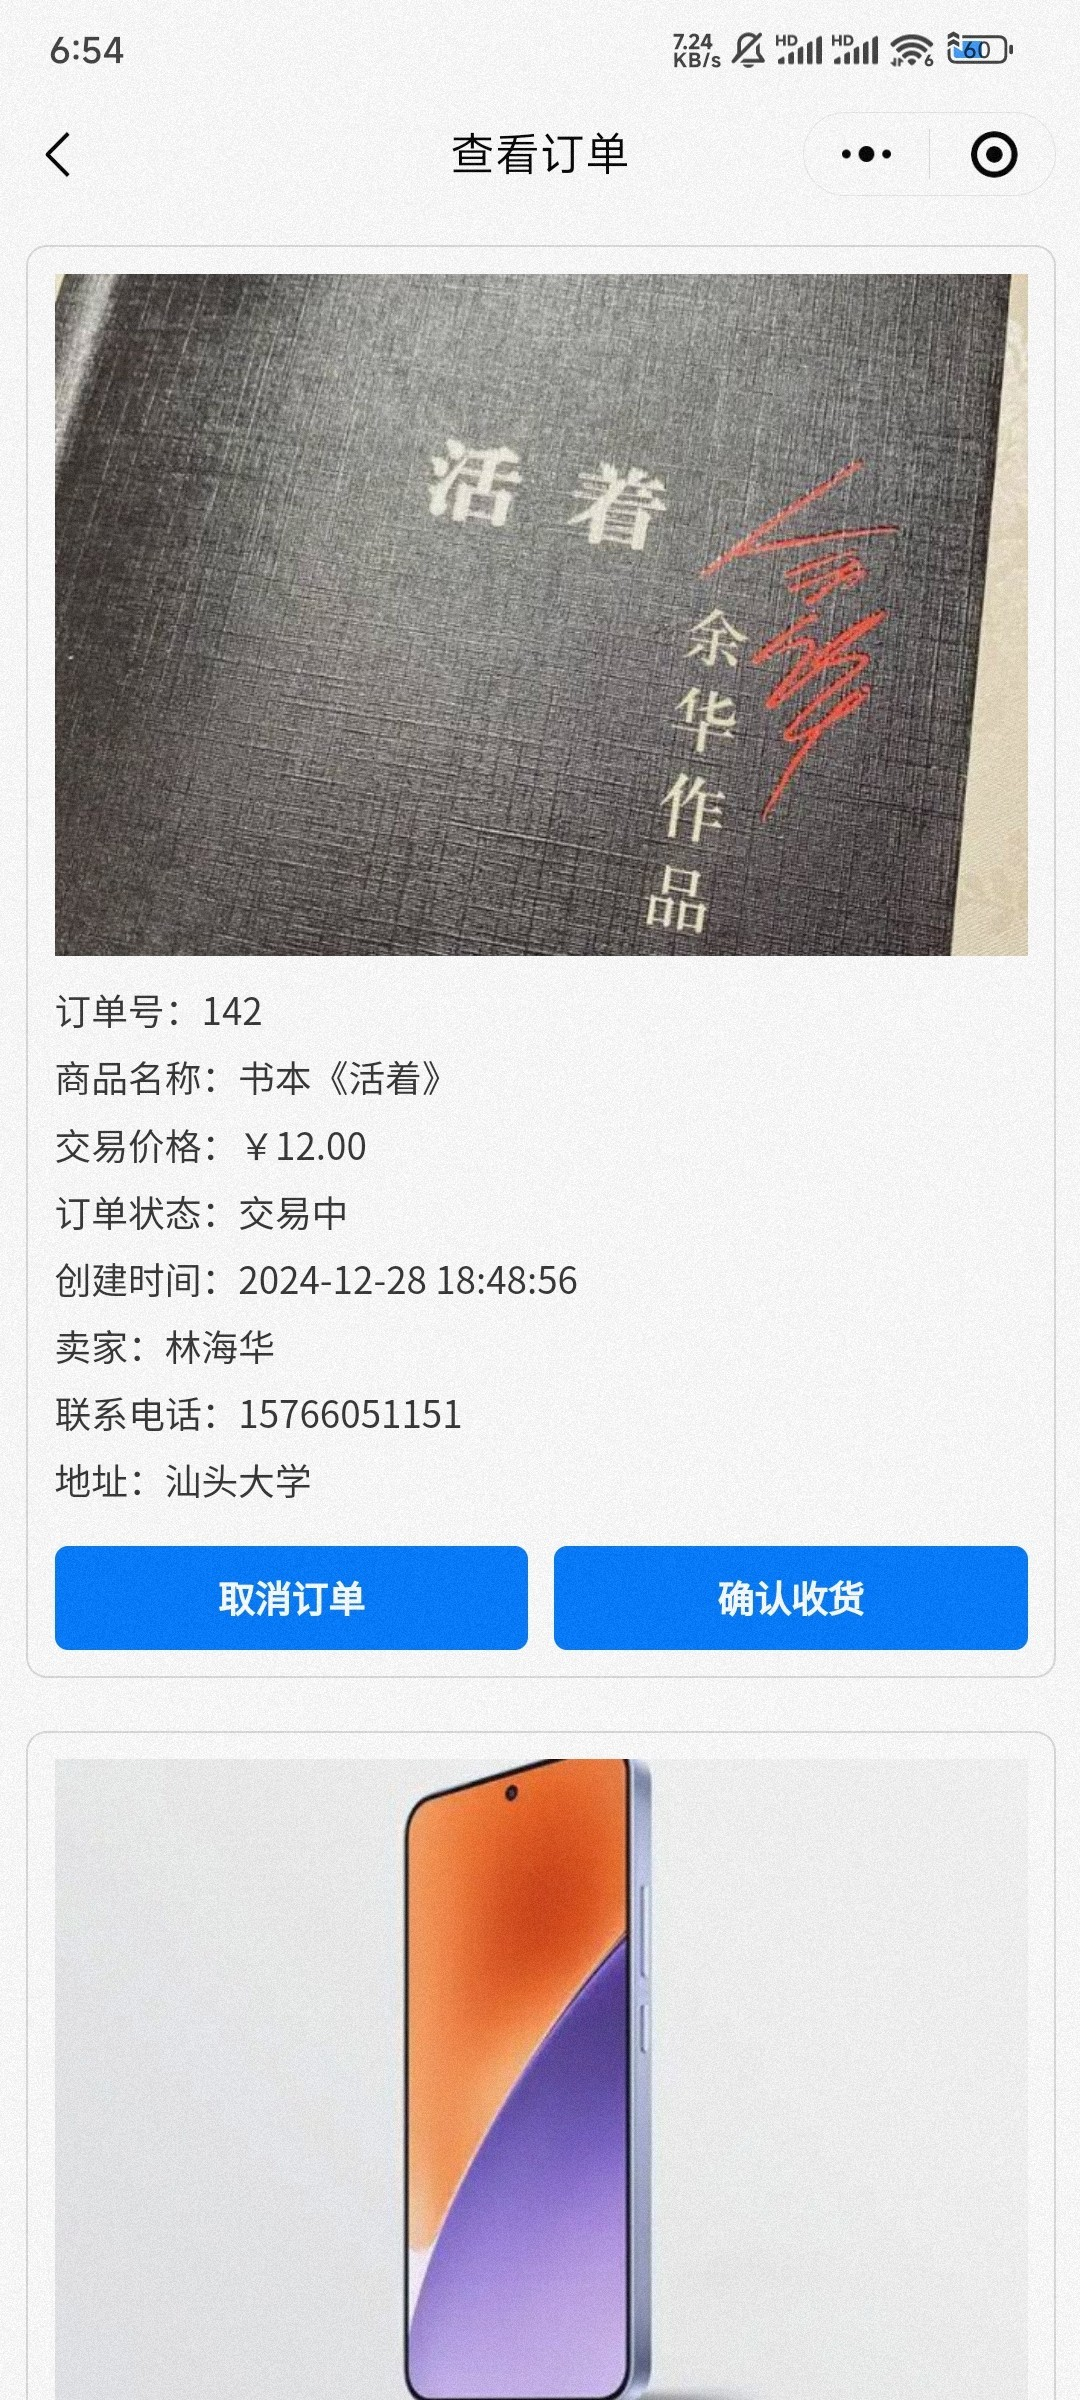 6:54
7.24
KB/s
HD
HD
6
60
查看订单
活着
余华作品
订单号：142
商品名称：书本《活着》
交易价格：￥12.00
订单状态：交易中
创建时间：2024-12-28 18:48:56
卖家：林海华
联系电话：15766051151
地址：汕头大学
取消订单
确认收货